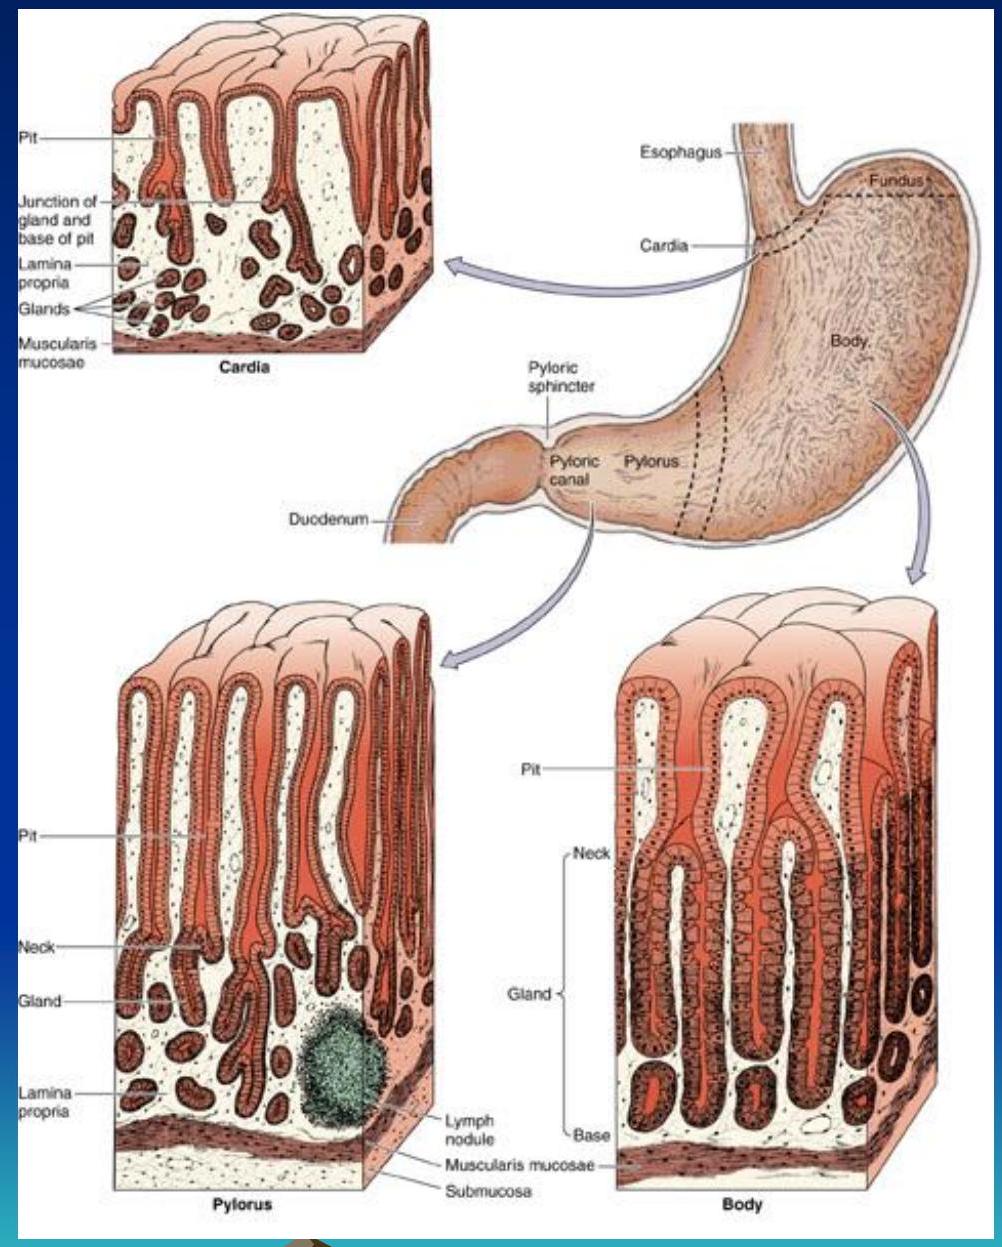 Pit
Junction of
gland and
base of pit
Lamina
propria
Glands
Muscularis
mucosae
Cardia
Esophagus
Fundus
Cardia
Body
Pyloric
sphincter
Pyloric
canal
Pylorus
Duodenum
Pit
Neck
Gland
Lamina
propria
Lymph
nodule
Muscularis mucosae
Submucosa
Pylorus
Pit
Neck
Gland
Base
Body